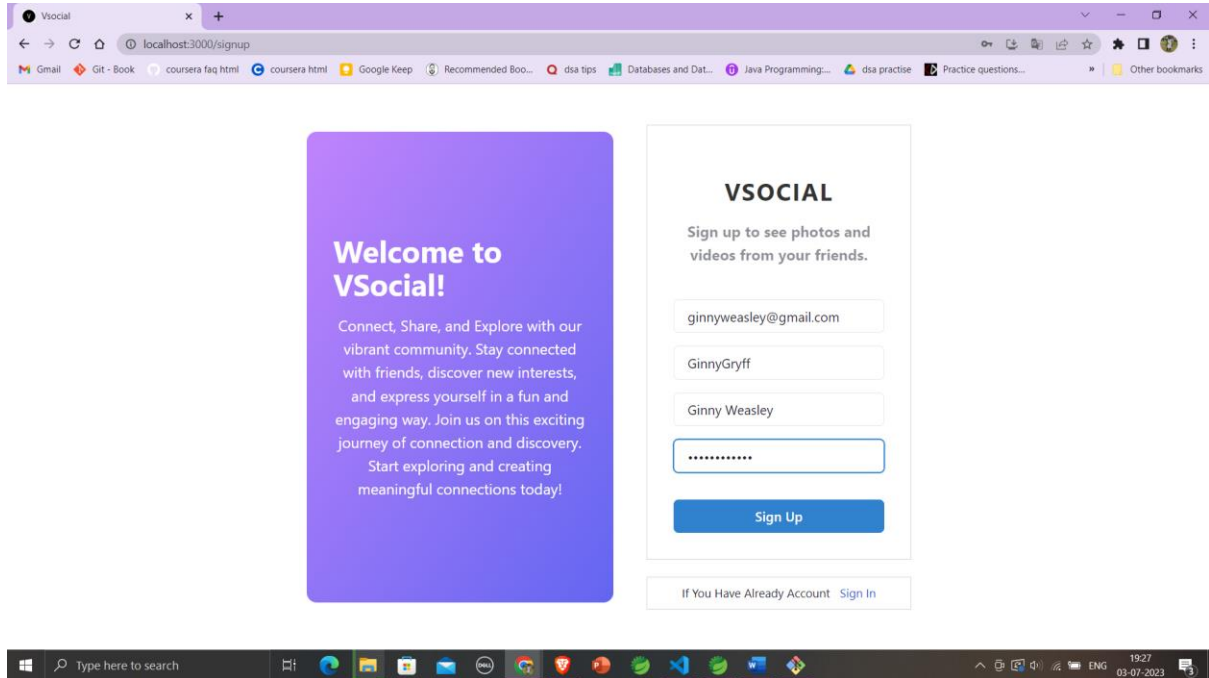 Vsocial
localhost:3000/signup
Gmail Git - Book coursera faq html coursera html Google Keep Recommended Boo... dsa tips Databases and Dat... Java Programming:... dsa practise Practice questions... » Other bookmarks
Welcome to
VSocial!
Connect, Share, and Explore with our
vibrant community. Stay connected
with friends, discover new interests,
and express yourself in a fun and
engaging way. Join us on this exciting
journey of connection and discovery.
Start exploring and creating
meaningful connections today!
VSOCIAL
Sign up to see photos and
videos from your friends.
ginnyweasley@gmail.com
GinnyGryff
Ginny Weasley
••••••••••••
Sign Up
If You Have Already Account Sign In
Type here to search
DELL
ENG
19:27
03-07-2023
3